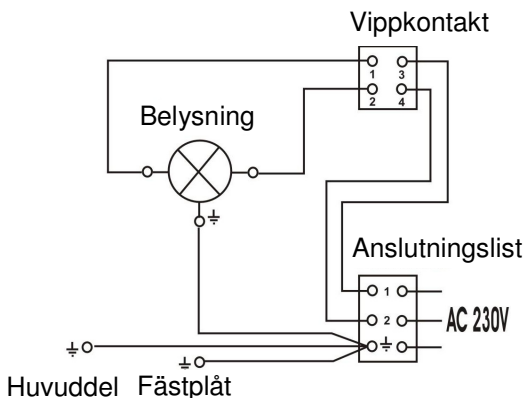 Vippkontakt
1 3
2 4
Belysning
Anslutningslist
1
2
AC 230V
Huvuddel Fästplåt